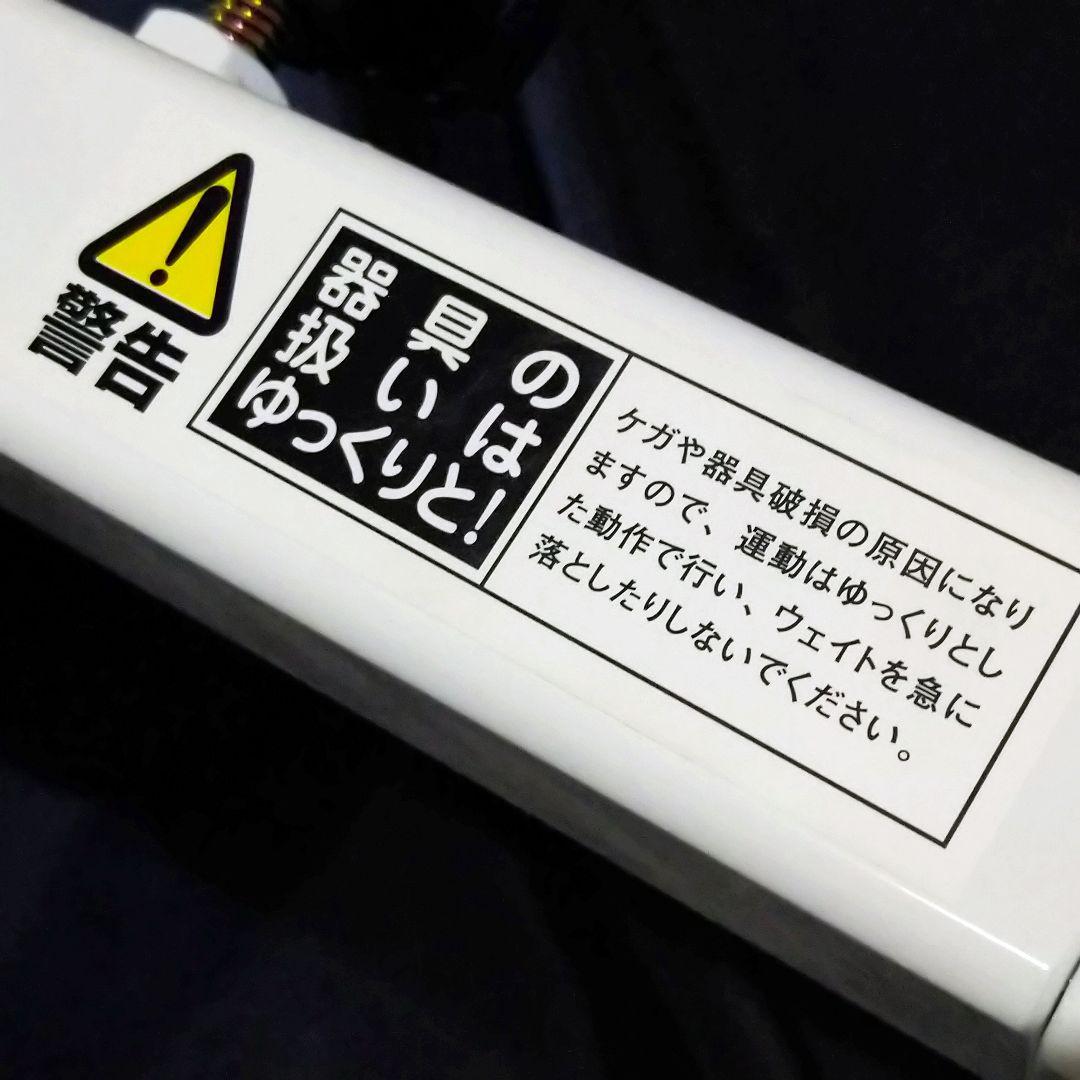 警告
器具の
扱いは
ゆっくりと!
ケガや器具破損の原因になり
ますので、運動はゆっくりとし
た動作で行い、ウェイトを急に
落としたりしないでください。